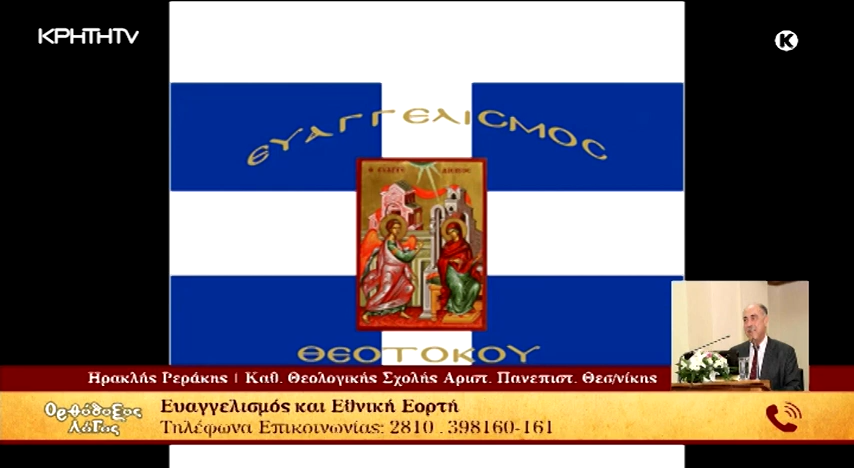 ΚΡΗΤΗTV
K
ΕΥΑΓΓΕΛΙСΜΟС
ΘΕΟΤΟΚΟΥ
Ηρακλής Ρεράκης | Καθ. Θεολογικής Σχολής Αριστ. Πανεπιστ. Θεσ/νίκης
Ορθόδοξος
Λόγος
Ευαγγελισμός και Εθνική Εορτή
Τηλέφωνα Επικοινωνίας: 2810 . 398160-161